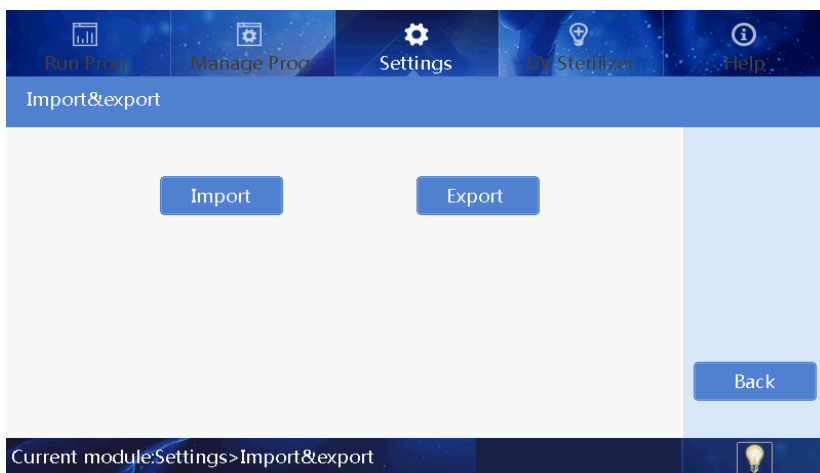 Run Prog
Manage Prog
Settings
UV Sterilizer
Help
Import&export
Import
Export
Back
Current module:Settings>Import&export